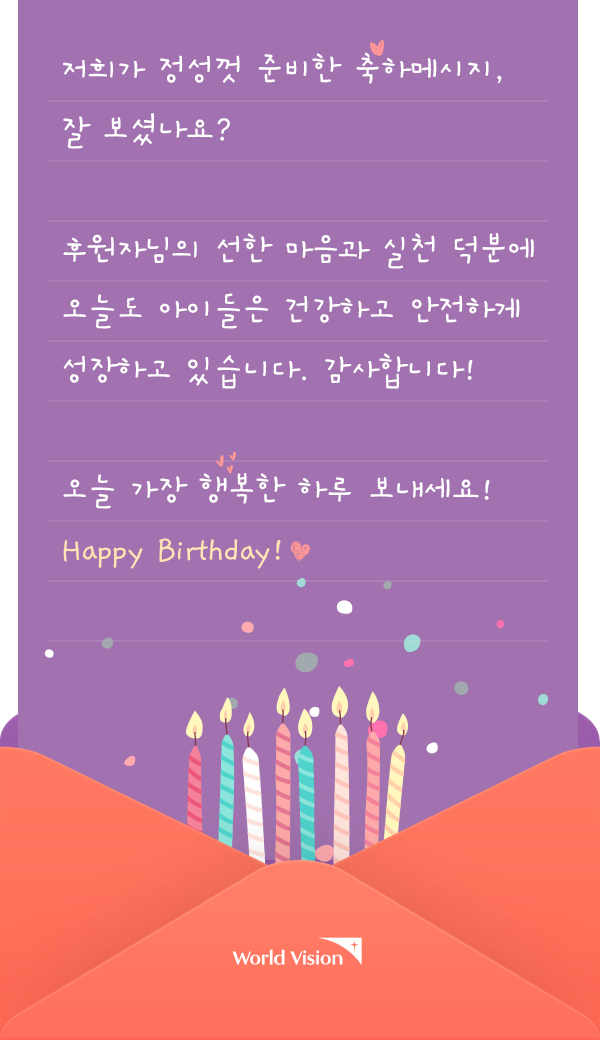 저희가 정성껏 준비한 축하메시지,
잘 보셨나요?
후원자님의 선한 마음과 실천 덕분에
오늘도 아이들은 건강하고 안전하게
성장하고 있습니다. 감사합니다!
오늘 가장 행복한 하루 보내세요!
Happy Birthday!
World Vision